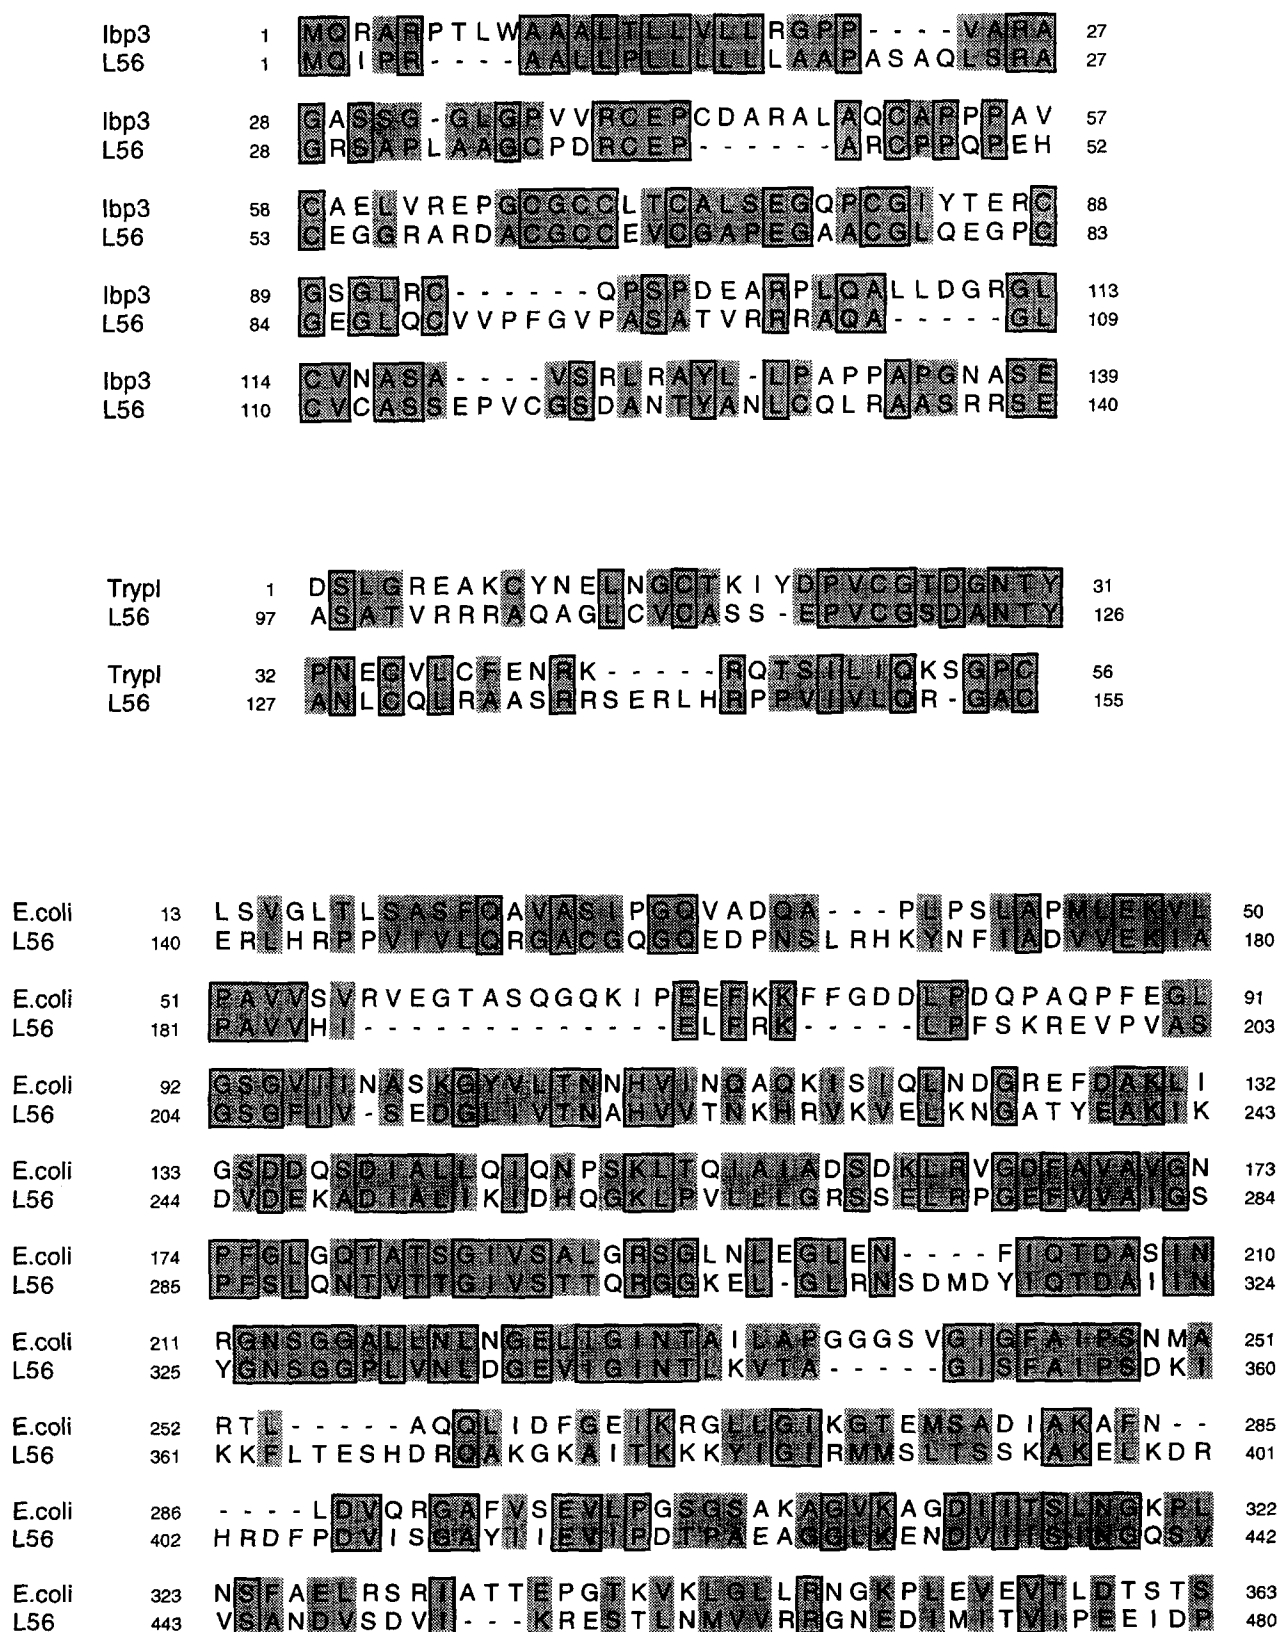 Ibp3 1 MQRARPTLWAAALTLLVLLRGPP----VARA 27
L56 1 MQIPR----AALLPLLLLLLAAPASAQLSRA 27
Ibp3 28 GASSG-GLGPVVRCEPCDARALAQCAPPPAV 57
L56 28 GRSAPLAAGCPDRCEP------ARCPPQPEH 52
Ibp3 58 CAELVREPGCGCCLTCALSEGQPCGIYTERC 88
L56 53 CEGGRARDACGCCEVCGAPEGAACGLQEGPC 83
Ibp3 89 GSGLRC------QPSPDEARPLQALLDGRGL 113
L56 84 GEGLQCVVPFGVPASATVRRRAQA-----GL 109
Ibp3 114 CVNASA----VSRLRAYL-LPAPPAPGNASE 139
L56 110 CVCASSEPVCGSDANTYANLCQLRAASRRSE 140
TrypI 1 DSLGREAKCYNELNGCTKIYDPVCGTDGNTY 31
L56 97 ASATVRRRAQAGLCVCASS-EPVCGSDANTY 126
TrypI 32 PNECVLCFENRK-----RQTSILIQKSGPC 56
L56 127 ANLCQLRAASRRSERLHRPPVIVLQR-GAC 155
E.coli 13 LSVGLTLSASFQAVASLPGQVADQA---PLPSLAPMLEKVL 50
L56 140 ERLHRPPVIVLQRGACGQGQEDPNSLRHKYNFIADVVEKIA 180
E.coli 51 PAVVSVRVEGTASQGQKIPEEFKKFFGDDLPDQPAQPFEGL 91
L56 181 PAVVHI-------------ELFRK-----LPFSKREVPVAS 203
E.coli 92 GSGVIINASKGYVLTNNHVINQAQKISIQLNDGREFDAKLI 132
L56 204 GSGFIV-SEDGLIVTNAHVVTNKHRVKVELKNGATYEAKIK 243
E.coli 133 GSDDQSDIALLQIQNPSKLTQIAIADSDKLRVGDFAVAVGN 173
L56 244 DVDEKADIALIKIDHQGKLPVLLLGRSSELRPGEFVVAIGS 284
E.coli 174 PFGLGQTATSGIVSALGRSGLNLEGLEN----FIQTDASIN 210
L56 285 PFSLQNTVTTGIVSTTQRGGKEL-GLRNSDMDYIQTDAIIN 324
E.coli 211 RGNSGGALLNLNGELIGINTAILAPGGGSVGIGFAIPSNMA 251
L56 325 YGNSGGPLVNLDGEVIGINTLKVTA-----GISFAIPSDKI 360
E.coli 252 RTL-----AQQLIDFGEIKRGLLGIKGTEMSADIAKAFN-- 285
L56 361 KKFLTESHDRQAKGKAITKKKYIGIRMMSLTSSKAKELKDR 401
E.coli 286 ----LDVQRGAFVSEVLPGSGSAKAGVKAGDIITSLNGKPL 322
L56 402 HRDFPDVISGAYIIEVIPDTPAEAGGLKENDVIISINGQSV 442
E.coli 323 NSFAELRSRIATTEPGTKVKLGLLRNGKPLEVEVTLDTSTS 363
L56 443 VSANDVSDVI---KRESTLNMVVRRGNEDIMITVIPEEIDP 480